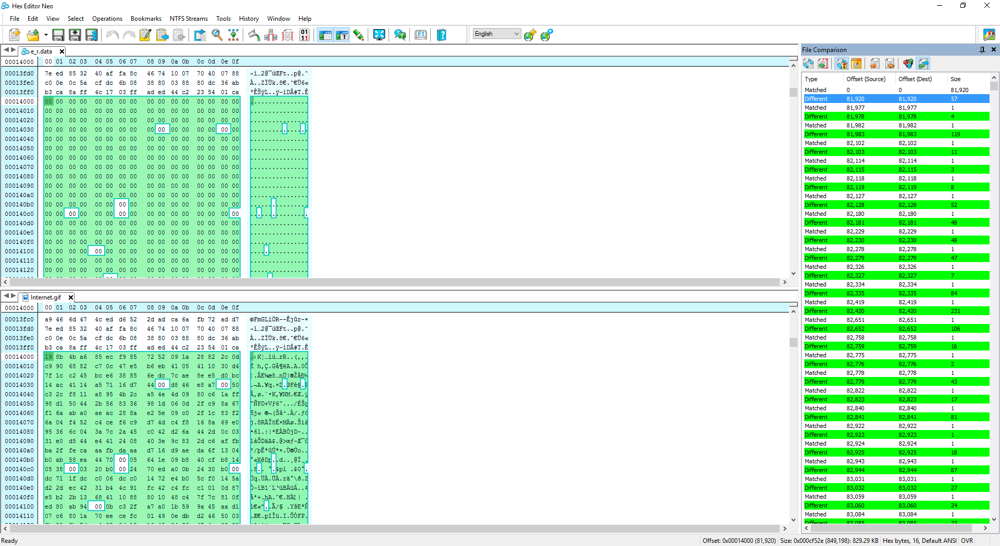 Hex Editor Neo
File Edit View Select Operations Bookmarks NTFS Streams Tools History Window Help
English
e_r.data
00014000 00 01 02 03 04 05 06 07 08 09 0a 0b 0c 0d 0e 0f
00013fd0 7e ed 85 32 40 af fa 8c 46 74 10 07 70 40 07 88 ~í…2@¯úŒFt..p@.ˆ
00013fe0 c0 0e 0c 5a cf dc 6b 08 38 80 03 88 80 dc 36 ab À..ZÏÜk.8€.ˆ€Ü6«
00013ff0 b3 ca 8a ff 4c 17 03 ff ad ed 44 c2 23 54 01 ca ³ÊŠÿL..ÿ-íDÂ#T.Ê
00014000 00 00 00 00 00 00 00 00 00 00 00 00 00 00 00 00 ................
00014010 00 00 00 00 00 00 00 00 00 00 00 00 00 00 00 00 ................
00014020 00 00 00 00 00 00 00 00 00 00 00 00 00 00 00 00 ................
00014030 00 00 00 00 00 00 00 00 00 00 00 00 00 00 00 00 ................
00014040 00 00 00 00 00 00 00 00 00 00 00 00 00 00 00 00 ................
00014050 00 00 00 00 00 00 00 00 00 00 00 00 00 00 00 00 ................
00014060 00 00 00 00 00 00 00 00 00 00 00 00 00 00 00 00 ................
00014070 00 00 00 00 00 00 00 00 00 00 00 00 00 00 00 00 ................
00014080 00 00 00 00 00 00 00 00 00 00 00 00 00 00 00 00 ................
00014090 00 00 00 00 00 00 00 00 00 00 00 00 00 00 00 00 ................
000140a0 00 00 00 00 00 00 00 00 00 00 00 00 00 00 00 00 ................
000140b0 00 00 00 00 00 00 00 00 00 00 00 00 00 00 00 00 ................
000140c0 00 00 00 00 00 00 00 00 00 00 00 00 00 00 00 00 ................
000140d0 00 00 00 00 00 00 00 00 00 00 00 00 00 00 00 00 ................
000140e0 00 00 00 00 00 00 00 00 00 00 00 00 00 00 00 00 ................
000140f0 00 00 00 00 00 00 00 00 00 00 00 00 00 00 00 00 ................
00014100 00 00 00 00 00 00 00 00 00 00 00 00 00 00 00 00 ................
00014110 00 00 00 00 00 00 00 00 00 00 00 00 00 00 00 00 ................
00014120 00 00 00 00 00 00 00 00 00 00 00 00 00 00 00 00 ................
Internet.gif
00014000 00 01 02 03 04 05 06 07 08 09 0a 0b 0c 0d 0e 0f
00013fc0 a9 46 6d 47 4c ed d6 52 2d ad ca 6a fb 72 ad d7 ©FmGLíÖR--Êjûr-×
00013fd0 7e ed 85 32 40 af fa 8c 46 74 10 07 70 40 07 88 ~í…2@¯úŒFt..p@.ˆ
00013fe0 c0 0e 0c 5a cf dc 6b 08 38 80 03 88 80 dc 36 ab À..ZÏÜk.8€.ˆ€Ü6«
00013ff0 b3 ca 8a ff 4c 17 03 ff ad ed 44 c2 23 54 01 ca ³ÊŠÿL..ÿ-íDÂ#T.Ê
00014000 19 8b 4b a6 85 ec f9 85 72 52 09 1a 28 82 2c 0d .‹K¦…ìù…rR..(‚,.
00014010 c9 90 68 82 c7 0c 47 e5 b6 eb 41 05 41 10 30 d4
00014020 7f 1c c2 45 bc e6 38 85 6e dc 7c ae 8e e5 d0 bc
00014030 14 ac 41 14 a5 71 16 d7 44 00 d8 46 e8 a7 00 50 .¬A.¥q.×D.ØFè§.P
00014040 c3 2c f8 11 a8 95 4b 2c a5 4e 4d 09 80 c6 1a ff Ã,ø.¨•K,¥NM.€Æ.ÿ
00014050 98 d1 50 44 2b 56 83 36 98 1d 06 0d 2f c9 8a 67 ˜ÑPD+Vƒ6˜.../ÉŠg
00014060 f1 6a ab a0 ae ac 28 8a e2 5e 09 c0 2f 1c 83 f2 ñj« ®¬(Šâ^.À/.ƒò
00014070 6a 04 f4 52 c4 ce f6 c9 d7 4d c4 f8 16 8a 69 e0 j.ôRÄÎöÉ×MÄø.Šià
00014080 95 36 6c 04 3a 7c 2a 45 c0 42 d2 6a 44 2d 0c 03 •6l.:|*EÀBÒjD-..
00014090 31 e0 d5 44 e4 41 24 08 40 3e 9c 83 2d c6 af fb 1àÕDäA$.@>œƒ-Æ¯û
000140a0 ba 2f fe ca aa fb da aa d7 16 d9 ae da 6f 13 04 º/þÊªûÚª×.Ù®Úo..
000140b0 b0 ab 58 ea 44 70 00 05 64 1e 09 b8 40 cf b8 14 °«XêDp..d..¸@Ï¸.
000140c0 05 38 00 03 20 b0 00 24 70 ed a0 0b 24 30 b0 00 .8.. °.$pí .$0°.
000140d0 dc 71 1f dc c0 06 dc c0 14 72 e4 b0 5c f0 14 5a Üq.ÜÀ.ÜÀ.rä°\ð.Z
000140e0 d2 2d ec 42 31 b4 4c 91 fc 42 c4 fc c1 01 0d 87 Ò-ìB1´L‘üBÄüÁ..‡
000140f0 e5 b2 2b 13 68 41 10 88 80 10 48 c4 7f 7c 81 0f
00014100 ed 80 ab 94 00 0b c3 2f a7 a0 1b 59 9a 45 aa d1 í€«”..Ã/§ .YšEªÑ
00014110 07 c6 80 1a 70 ee ce fc 01 49 0e db d2 46 50 03 .Æ€.pîÎü.I.ÛÒFP.
File Comparison
Type Offset (Source) Offset (Dest) Size
Matched 0 0 81,920
Different 81,920 81,920 57
Matched 81,977 81,977 1
Different 81,978 81,978 4
Matched 81,982 81,982 1
Different 81,983 81,983 119
Matched 82,102 82,102 1
Different 82,103 82,103 11
Matched 82,114 82,114 1
Different 82,115 82,115 3
Matched 82,118 82,118 1
Different 82,119 82,119 8
Matched 82,127 82,127 1
Different 82,128 82,128 52
Matched 82,180 82,180 1
Different 82,181 82,181 48
Matched 82,229 82,229 1
Different 82,230 82,230 48
Matched 82,278 82,278 1
Different 82,279 82,279 47
Matched 82,326 82,326 1
Different 82,327 82,327 7
Matched 82,334 82,334 1
Different 82,335 82,335 84
Matched 82,419 82,419 1
Different 82,420 82,420 231
Matched 82,651 82,651 1
Different 82,652 82,652 106
Matched 82,758 82,758 1
Different 82,759 82,759 16
Matched 82,775 82,775 1
Different 82,776 82,776 2
Matched 82,778 82,778 1
Different 82,779 82,779 43
Matched 82,822 82,822 1
Different 82,823 82,823 17
Matched 82,840 82,840 1
Different 82,841 82,841 81
Matched 82,922 82,922 1
Different 82,923 82,923 1
Matched 82,924 82,924 1
Different 82,925 82,925 18
Matched 82,943 82,943 1
Different 82,944 82,944 87
Matched 83,031 83,031 1
Different 83,032 83,032 27
Matched 83,059 83,059 1
Different 83,060 83,060 24
Matched 83,084 83,084 1
Different 83,085 83,085 23
Ready Offset: 0x00014000 (81,920) Size: 0x000cf52e (849,198): 829.29 KB Hex bytes, 16, Default ANSI OVR